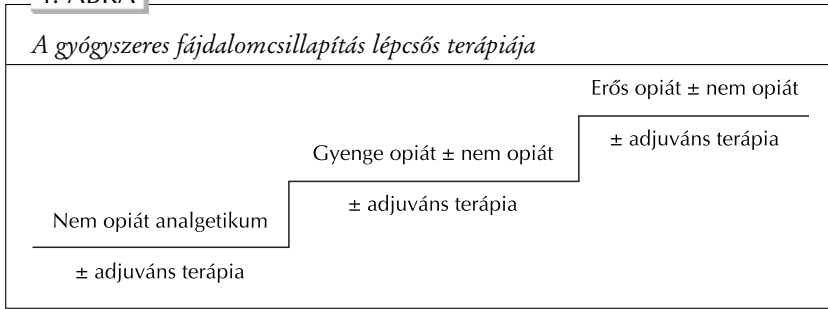 A gyógyszeres fájdalomcsillapítás lépcsős terápiája
Erős opiát ± nem opiát
± adjuváns terápia
Gyenge opiát ± nem opiát
± adjuváns terápia
Nem opiát analgetikum
± adjuváns terápia